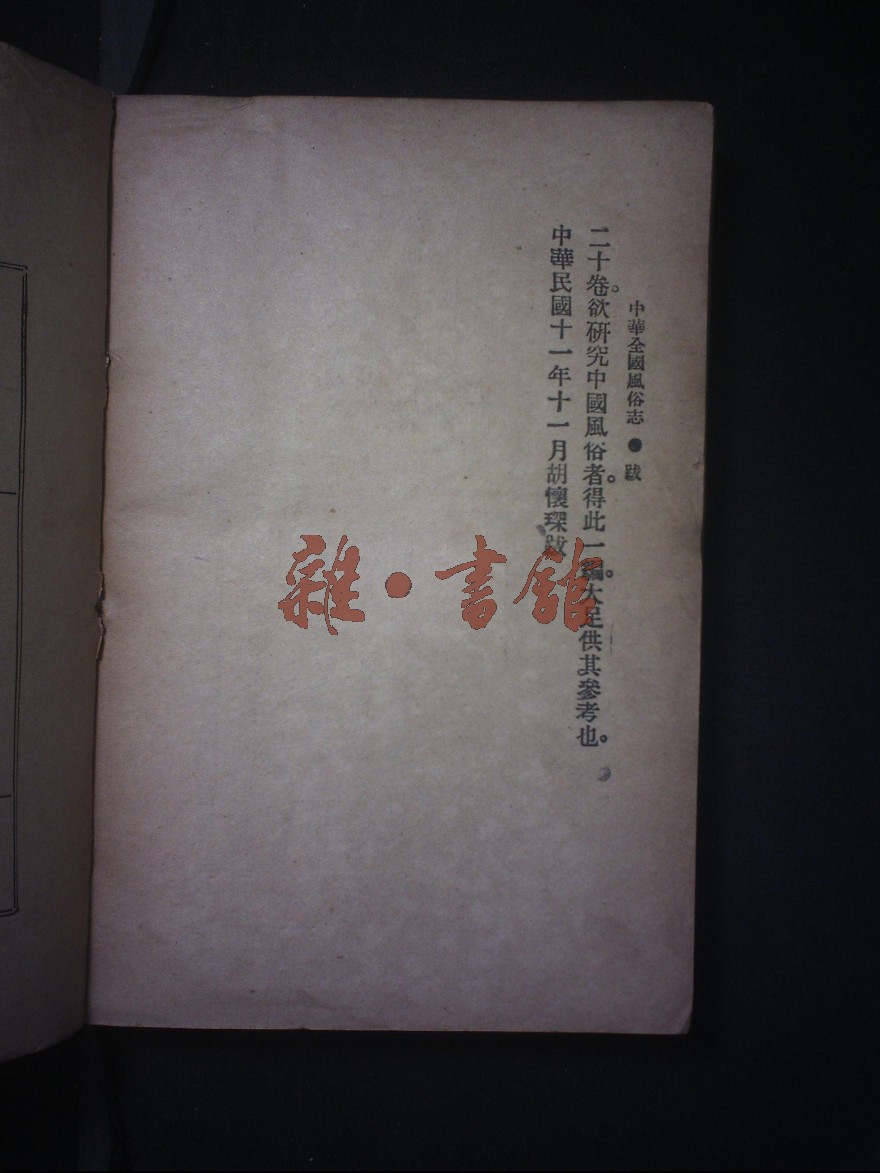 中華全國風俗志●跋
二十卷。欲研究中國風俗者。得此一編。大足供其參考也。
中華民國十一年十一月胡懷琛跋
雜·書館